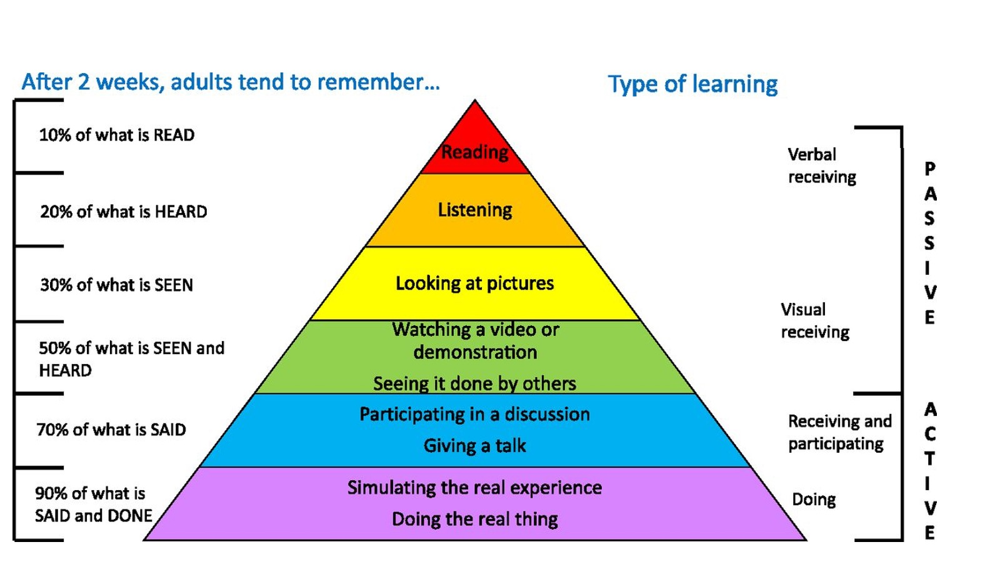 After 2 weeks, adults tend to remember...
Type of learning
10% of what is READ
20% of what is HEARD
30% of what is SEEN
50% of what is SEEN and
HEARD
70% of what is SAID
90% of what is
SAID and DONE
Reading
Listening
Looking at pictures
Watching a video or
demonstration
Seeing it done by others
Participating in a discussion
Giving a talk
Simulating the real experience
Doing the real thing
Verbal
receiving
Visual
receiving
Receiving and
participating
Doing
PASSIVE
ACTIVE